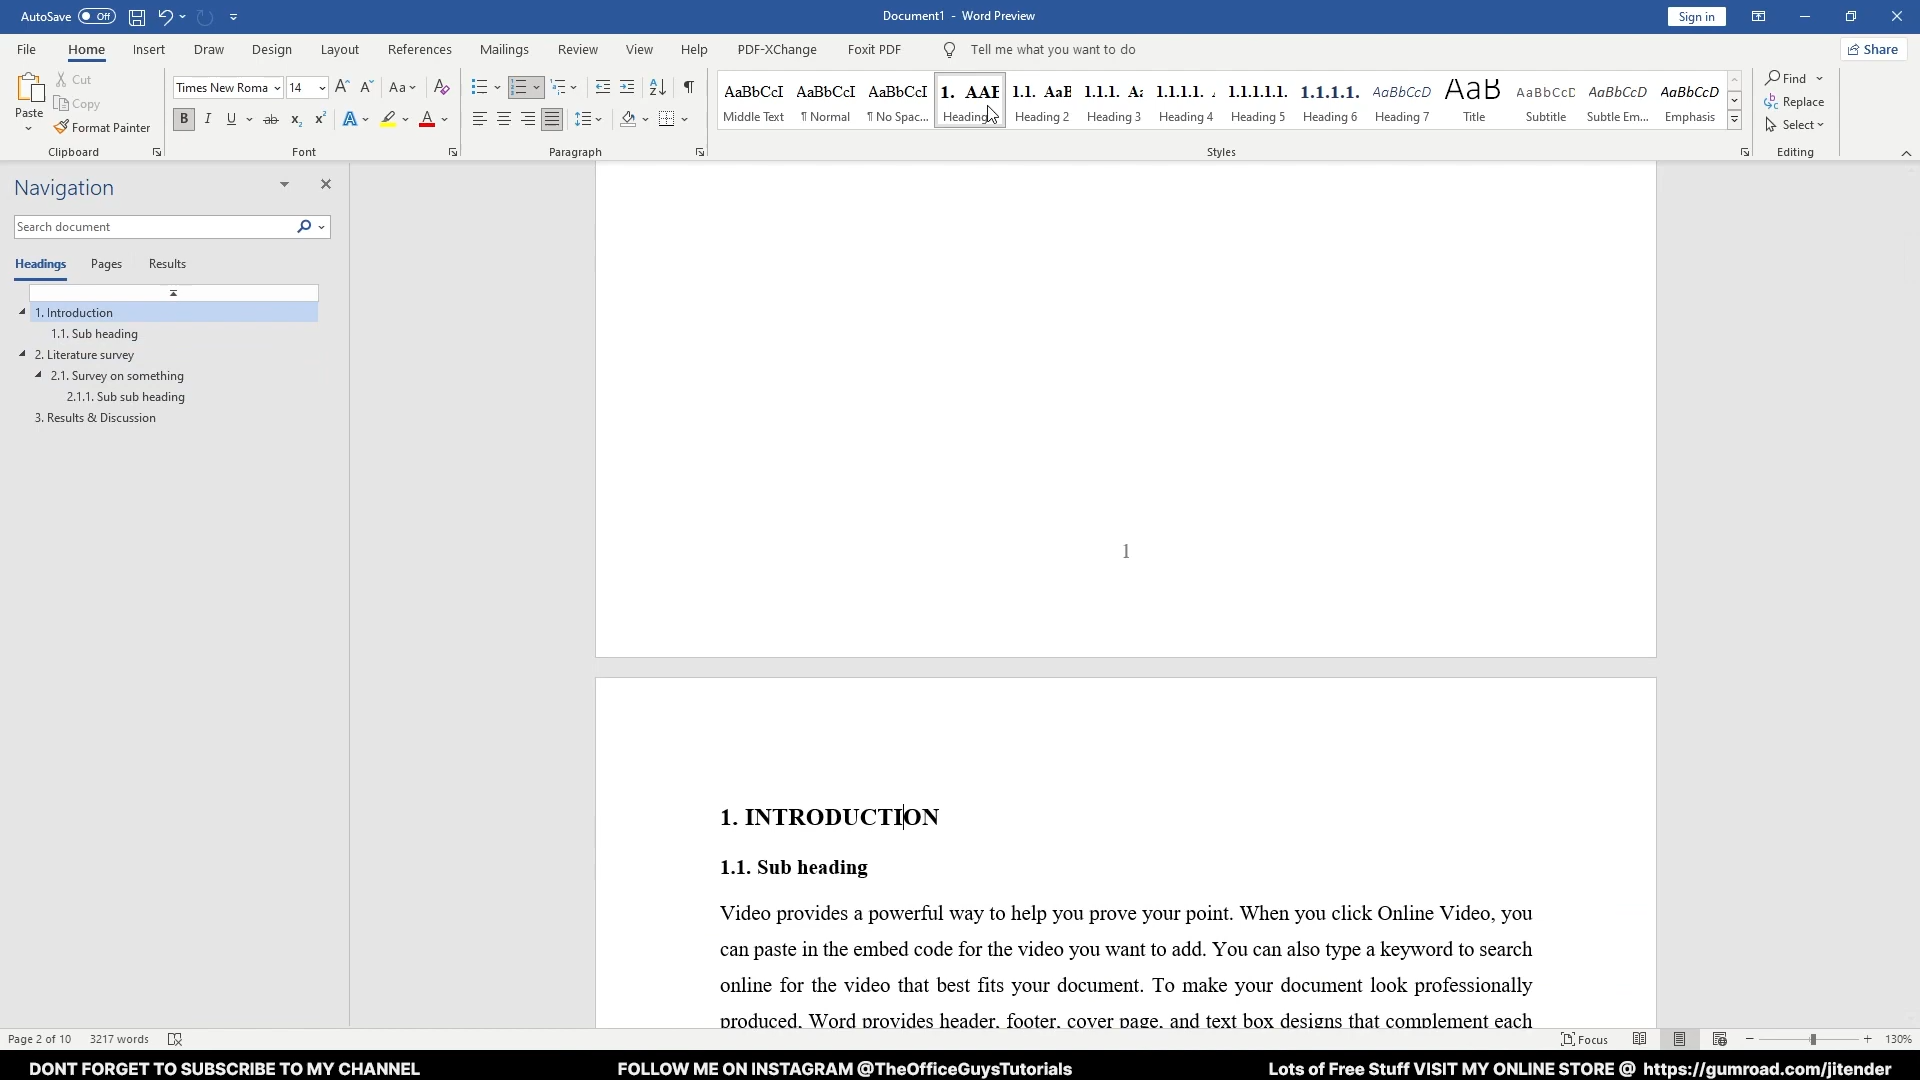 AutoSave Off
Document1 - Word Preview
Sign in
File Home Insert Draw Design Layout References Mailings Review View Help PDF-XChange Foxit PDF Tell me what you want to do Share
Paste
Cut
Copy
Format Painter
Clipboard
Times New Roma 14
Font
Paragraph
AaBbCcI AaBbCcI AaBbCcI 1. AAE 1.1. AaB 1.1.1. Aa 1.1.1.1. 1.1.1.1.1. 1.1.1.1. AaBbCcD AaB AaBbCcD AaBbCcD AaBbCcD
Middle Text ¶ Normal ¶ No Spac... Heading Heading 2 Heading 3 Heading 4 Heading 5 Heading 6 Heading 7 Title Subtitle Subtle Em... Emphasis
Styles
Find
Replace
Select
Editing
Navigation
Search document
Headings Pages Results
1. Introduction
1.1. Sub heading
2. Literature survey
2.1. Survey on something
2.1.1. Sub sub heading
3. Results & Discussion
1
1. INTRODUCTION
1.1. Sub heading
Video provides a powerful way to help you prove your point. When you click Online Video, you
can paste in the embed code for the video you want to add. You can also type a keyword to search
online for the video that best fits your document. To make your document look professionally
produced, Word provides header, footer, cover page, and text box designs that complement each
Page 2 of 10 3217 words
Focus
130%
DONT FORGET TO SUBSCRIBE TO MY CHANNEL
FOLLOW ME ON INSTAGRAM @TheOfficeGuysTutorials
Lots of Free Stuff VISIT MY ONLINE STORE @ https://gumroad.com/jitender